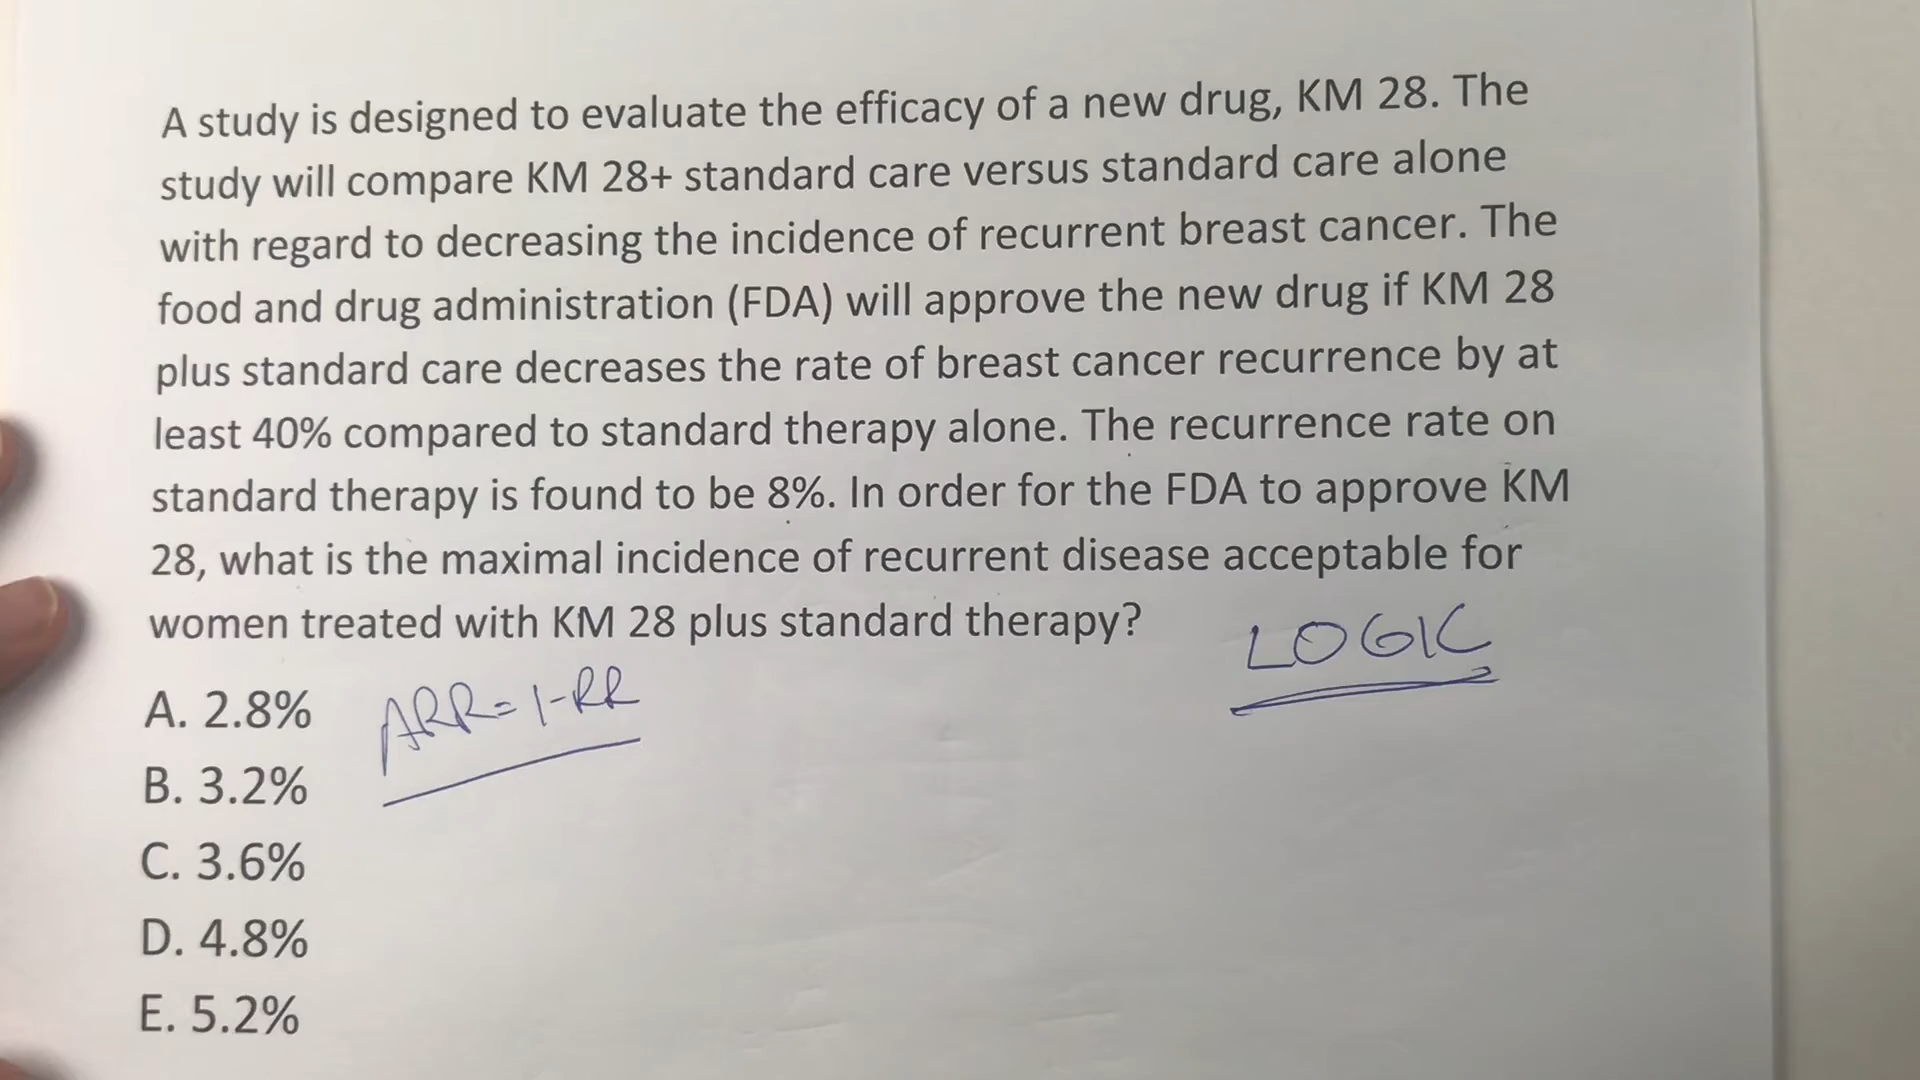 A study is designed to evaluate the efficacy of a new drug, KM 28. The
study will compare KM 28+ standard care versus standard care alone
with regard to decreasing the incidence of recurrent breast cancer. The
food and drug administration (FDA) will approve the new drug if KM 28
plus standard care decreases the rate of breast cancer recurrence by at
least 40% compared to standard therapy alone. The recurrence rate on
standard therapy is found to be 8%. In order for the FDA to approve KM
28, what is the maximal incidence of recurrent disease acceptable for
women treated with KM 28 plus standard therapy?
LOGIC
A. 2.8%
ARR= 1-RR
B. 3.2%
C. 3.6%
D. 4.8%
E. 5.2%